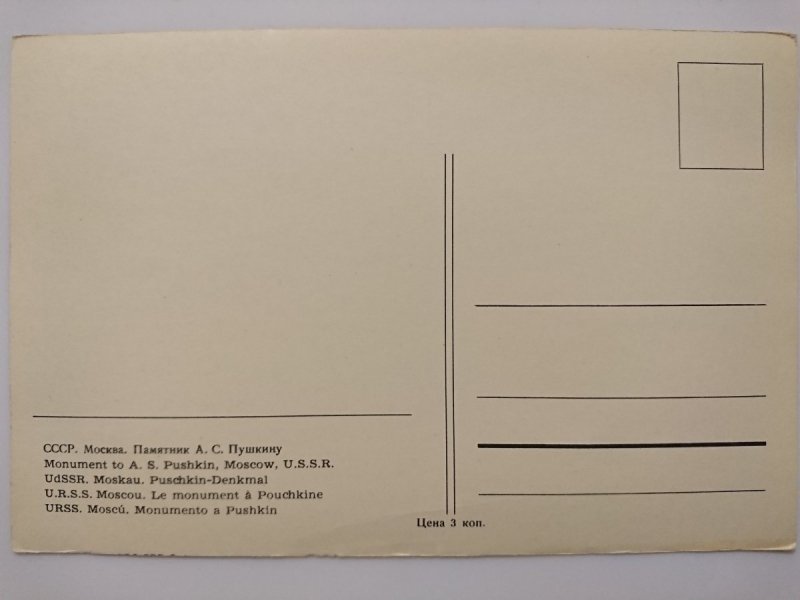 СССР. Москва. Памятник А. С. Пушкину
Monument to A. S. Pushkin, Moscow, U.S.S.R.
UdSSR. Moskau. Puschkin-Denkmal
U.R.S.S. Moscou. Le monument à Pouchkine
URSS. Moscú. Monumento a Pushkin
Цена 3 коп.